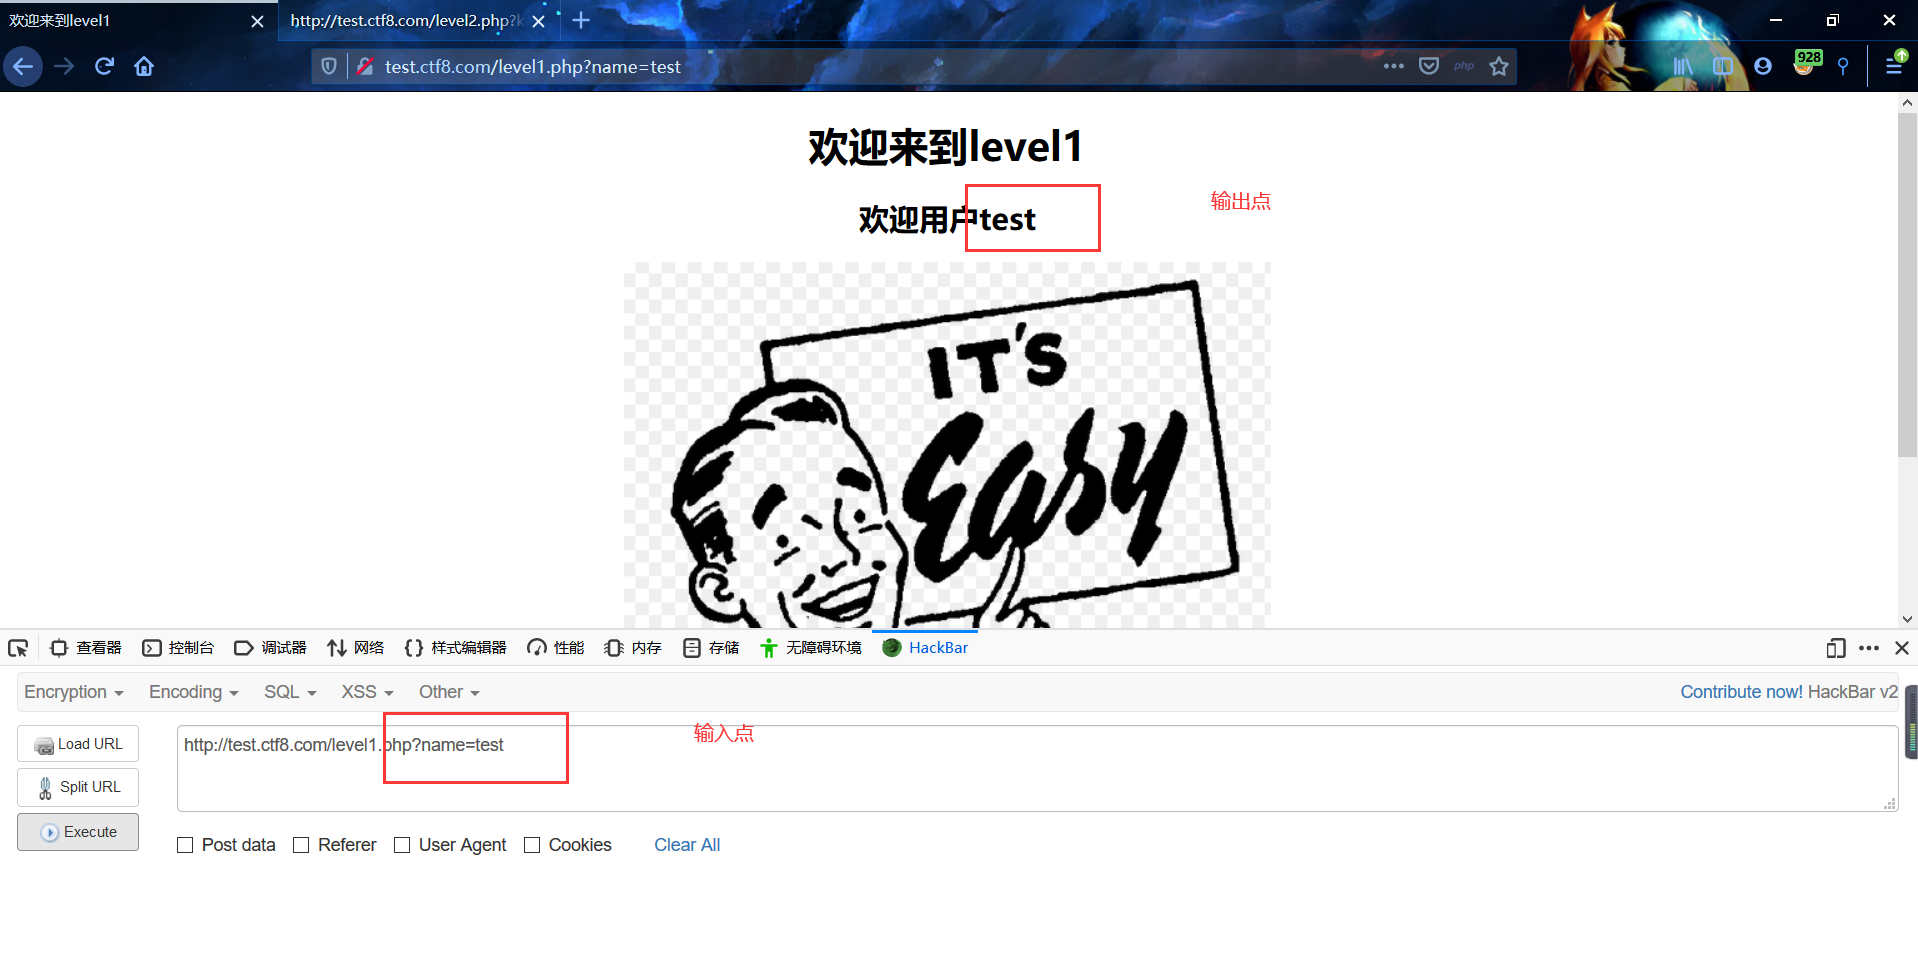 欢迎来到level1
http://test.ctf8.com/level2.php?k
test.ctf8.com/level1.php?name=test
php
928
欢迎来到level1
欢迎用户test
输出点
IT'S
Easy
查看器 控制台 调试器 网络 样式编辑器 性能 内存 存储 无障碍环境 HackBar
Encryption Encoding SQL XSS Other Contribute now! HackBar v2
Load URL
http://test.ctf8.com/level1.php?name=test
输入点
Split URL
Execute
Post data Referer User Agent Cookies Clear All